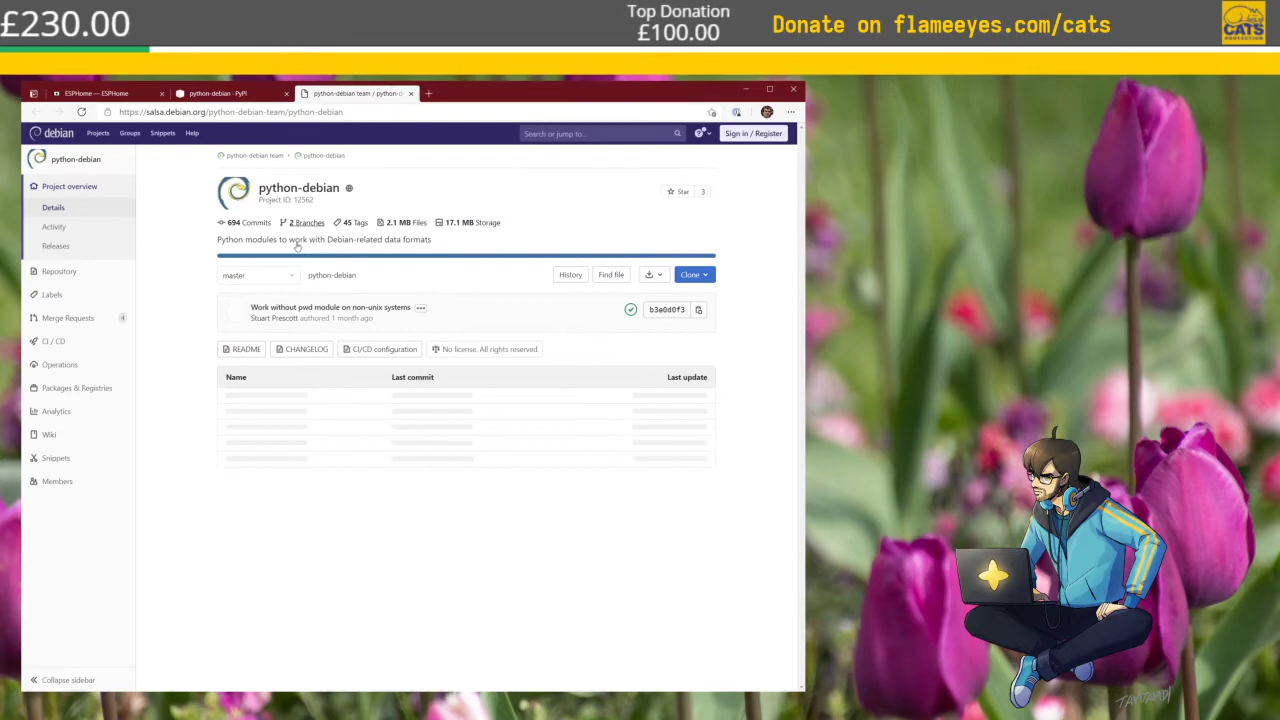 £230.00
Top Donation
£100.00
Donate on flameeyes.com/cats
CATS
PROTECTION
ESPHome — ESPHome
python-debian · PyPI
python-debian team / python-d
https://salsa.debian.org/python-debian-team/python-debian
debian
Projects
Groups
Snippets
Help
Search or jump to...
Sign in / Register
python-debian
Project overview
Details
Activity
Releases
Repository
Labels
Merge Requests 4
CI / CD
Operations
Packages & Registries
Analytics
Wiki
Snippets
Members
Collapse sidebar
python-debian team › python-debian
python-debian
Project ID: 12562
Star 3
694 Commits 2 Branches 45 Tags 2.1 MB Files 17.1 MB Storage
Python modules to work with Debian-related data formats
master
python-debian
History
Find file
Clone
Work without pwd module on non-unix systems
Stuart Prescott authored 1 month ago
b3e0d0f3
README
CHANGELOG
CI/CD configuration
No license. All rights reserved
Name Last commit Last update